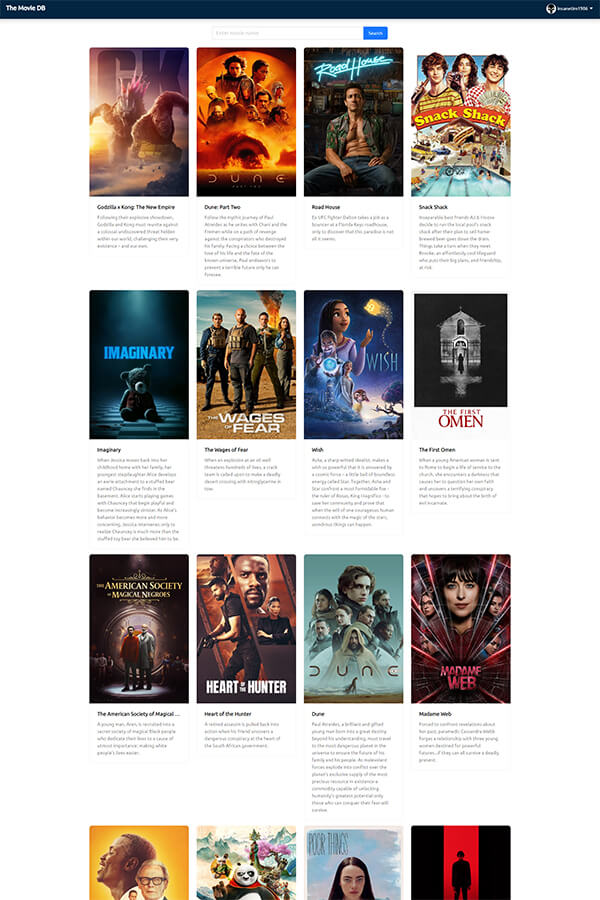 The Movie DB
insanetim1986
Enter movie name
Search
Road House
DUNE
PART TWO
Snack Shack
Godzilla x Kong: The New Empire
Following their explosive showdown,
Godzilla and Kong must reunite against
a colossal undiscovered threat hidden
within our world, challenging their very
existence – and our own.
Dune: Part Two
Follow the mythic journey of Paul
Atreides as he unites with Chani and the
Fremen while on a path of revenge
against the conspirators who destroyed
his family. Facing a choice between the
love of his life and the fate of the
known universe, Paul endeavors to
prevent a terrible future only he can
foresee.
Road House
Ex-UFC fighter Dalton takes a job as a
bouncer at a Florida Keys roadhouse,
only to discover that this paradise is not
all it seems.
Snack Shack
Inseparable best friends AJ & Moose
decide to run the local pool's snack
shack after their plan to sell home-
brewed beer goes down the drain.
Things take a turn when they meet
Brooke, an effortlessly cool lifeguard
who puts their big plans, and friendship,
at risk.
IMAGINARY
THE WAGES
OF FEAR
WISH
THE FIRST
OMEN
Imaginary
When Jessica moves back into her
childhood home with her family, her
youngest stepdaughter Alice develops
an eerie attachment to a stuffed bear
named Chauncey she finds in the
basement. Alice starts playing games
with Chauncey that begin playful and
become increasingly sinister. As Alice's
behavior becomes more and more
concerning, Jessica intervenes only to
realize Chauncey is much more than the
stuffed toy bear she believed him to be.
The Wages of Fear
When an explosion at an oil well
threatens hundreds of lives, a crack
team is called upon to make a deadly
desert crossing with nitroglycerine in
tow.
Wish
Asha, a sharp-witted idealist, makes a
wish so powerful that it is answered by
a cosmic force – a little ball of boundless
energy called Star. Together, Asha and
Star confront a most formidable foe -
the ruler of Rosas, King Magnifico - to
save her community and prove that
when the will of one courageous human
connects with the magic of the stars,
wondrous things can happen.
The First Omen
When a young American woman is sent
to Rome to begin a life of service to the
church, she encounters a darkness that
causes her to question her own faith
and uncovers a terrifying conspiracy
that hopes to bring about the birth of
evil incarnate.
THE AMERICAN SOCIETY
OF MAGICAL NEGROES
HEART OF THE HUNTER
DUNE
MADAME
WEB
The American Society of Magical ...
A young man, Aren, is recruited into a
secret society of magical Black people
who dedicate their lives to a cause of
utmost importance: making white
people's lives easier.
Heart of the Hunter
A retired assassin is pulled back into
action when his friend uncovers a
dangerous conspiracy at the heart of
the South African government.
Dune
Paul Atreides, a brilliant and gifted
young man born into a great destiny
beyond his understanding, must travel
to the most dangerous planet in the
universe to ensure the future of his
family and his people. As malevolent
forces explode into conflict over the
planet's exclusive supply of the most
precious resource in existence-a
commodity capable of unlocking
humanity's greatest potential-only
those who can conquer their fear will
survive.
Madame Web
Forced to confront revelations about
her past, paramedic Cassandra Webb
forges a relationship with three young
women destined for powerful
futures...if they can all survive a deadly
present.
POOR THINGS